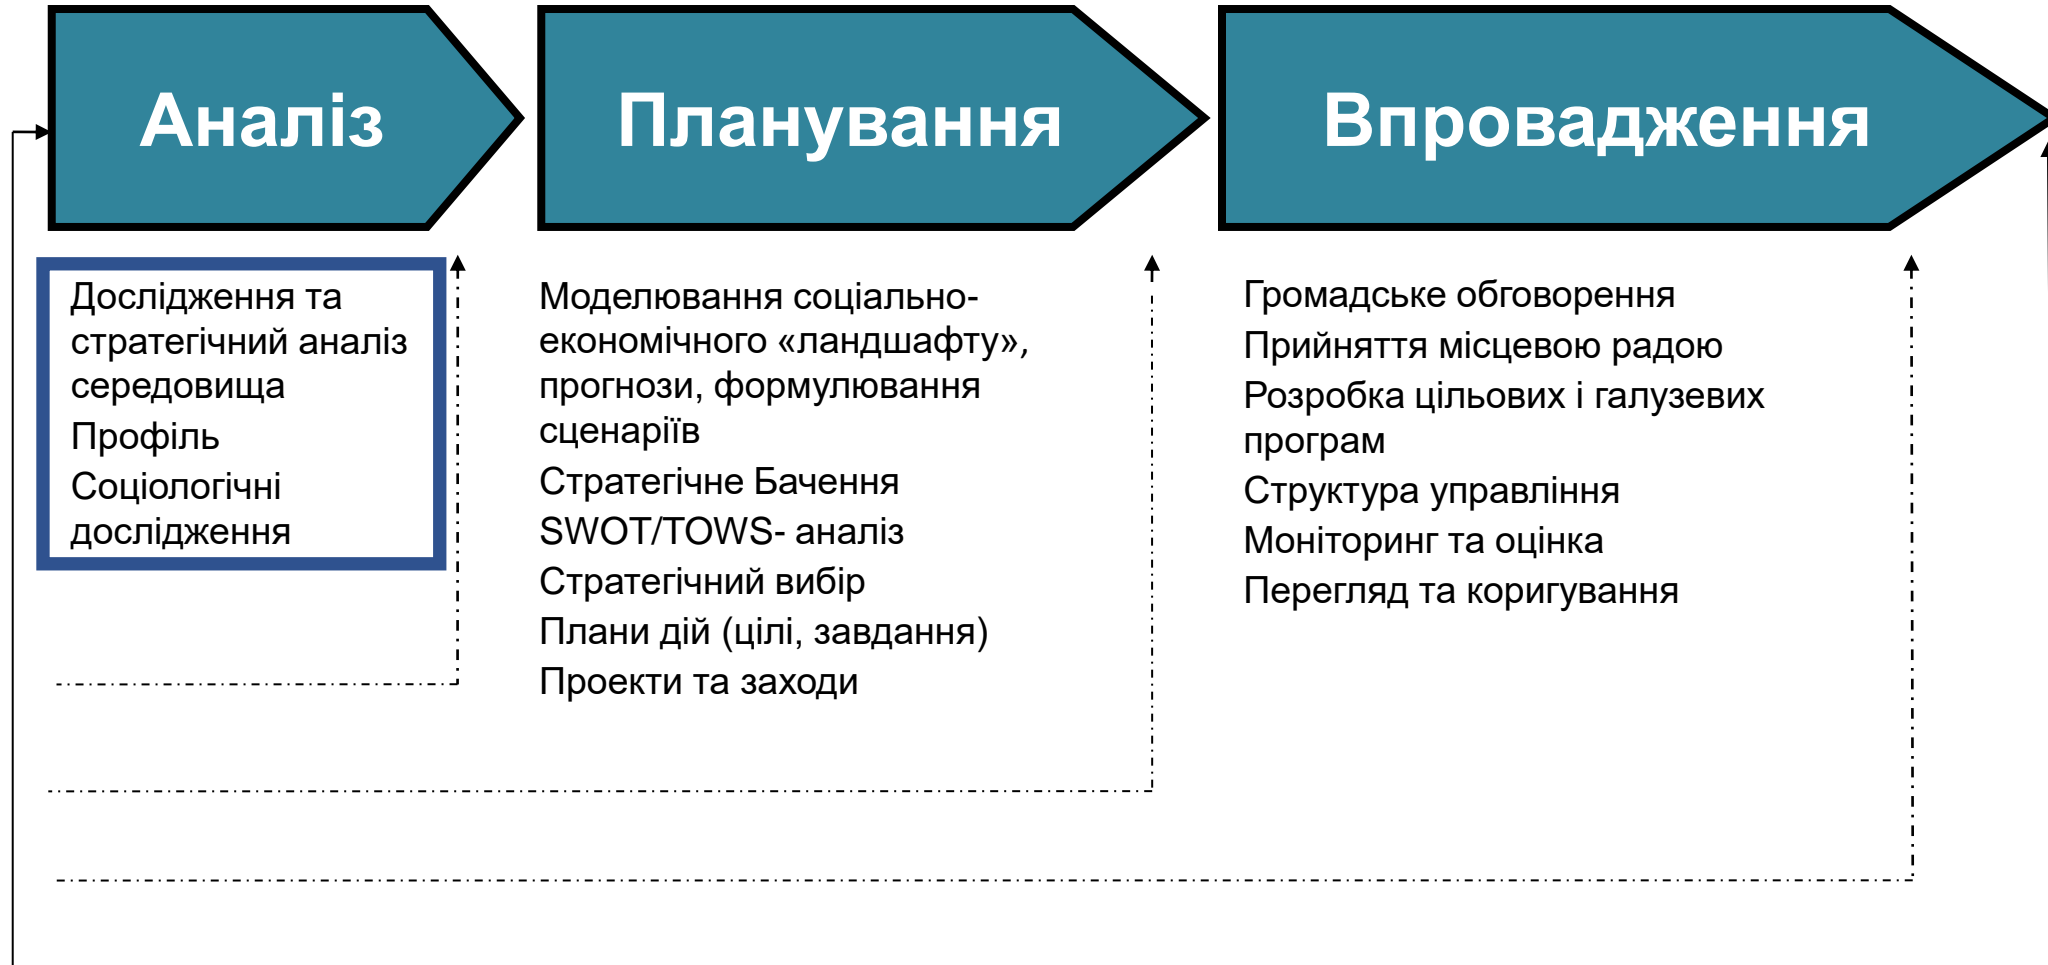 Аналіз
Планування
Впровадження
Дослідження та
стратегічний аналіз
середовища
Профіль
Соціологічні
дослідження
Моделювання соціально-
економічного «ландшафту»,
прогнози, формулювання
сценаріїв
Стратегічне Бачення
SWOT/TOWS- аналіз
Стратегічний вибір
Плани дій (цілі, завдання)
Проекти та заходи
Громадське обговорення
Прийняття місцевою радою
Розробка цільових і галузевих
програм
Структура управління
Моніторинг та оцінка
Перегляд та коригування